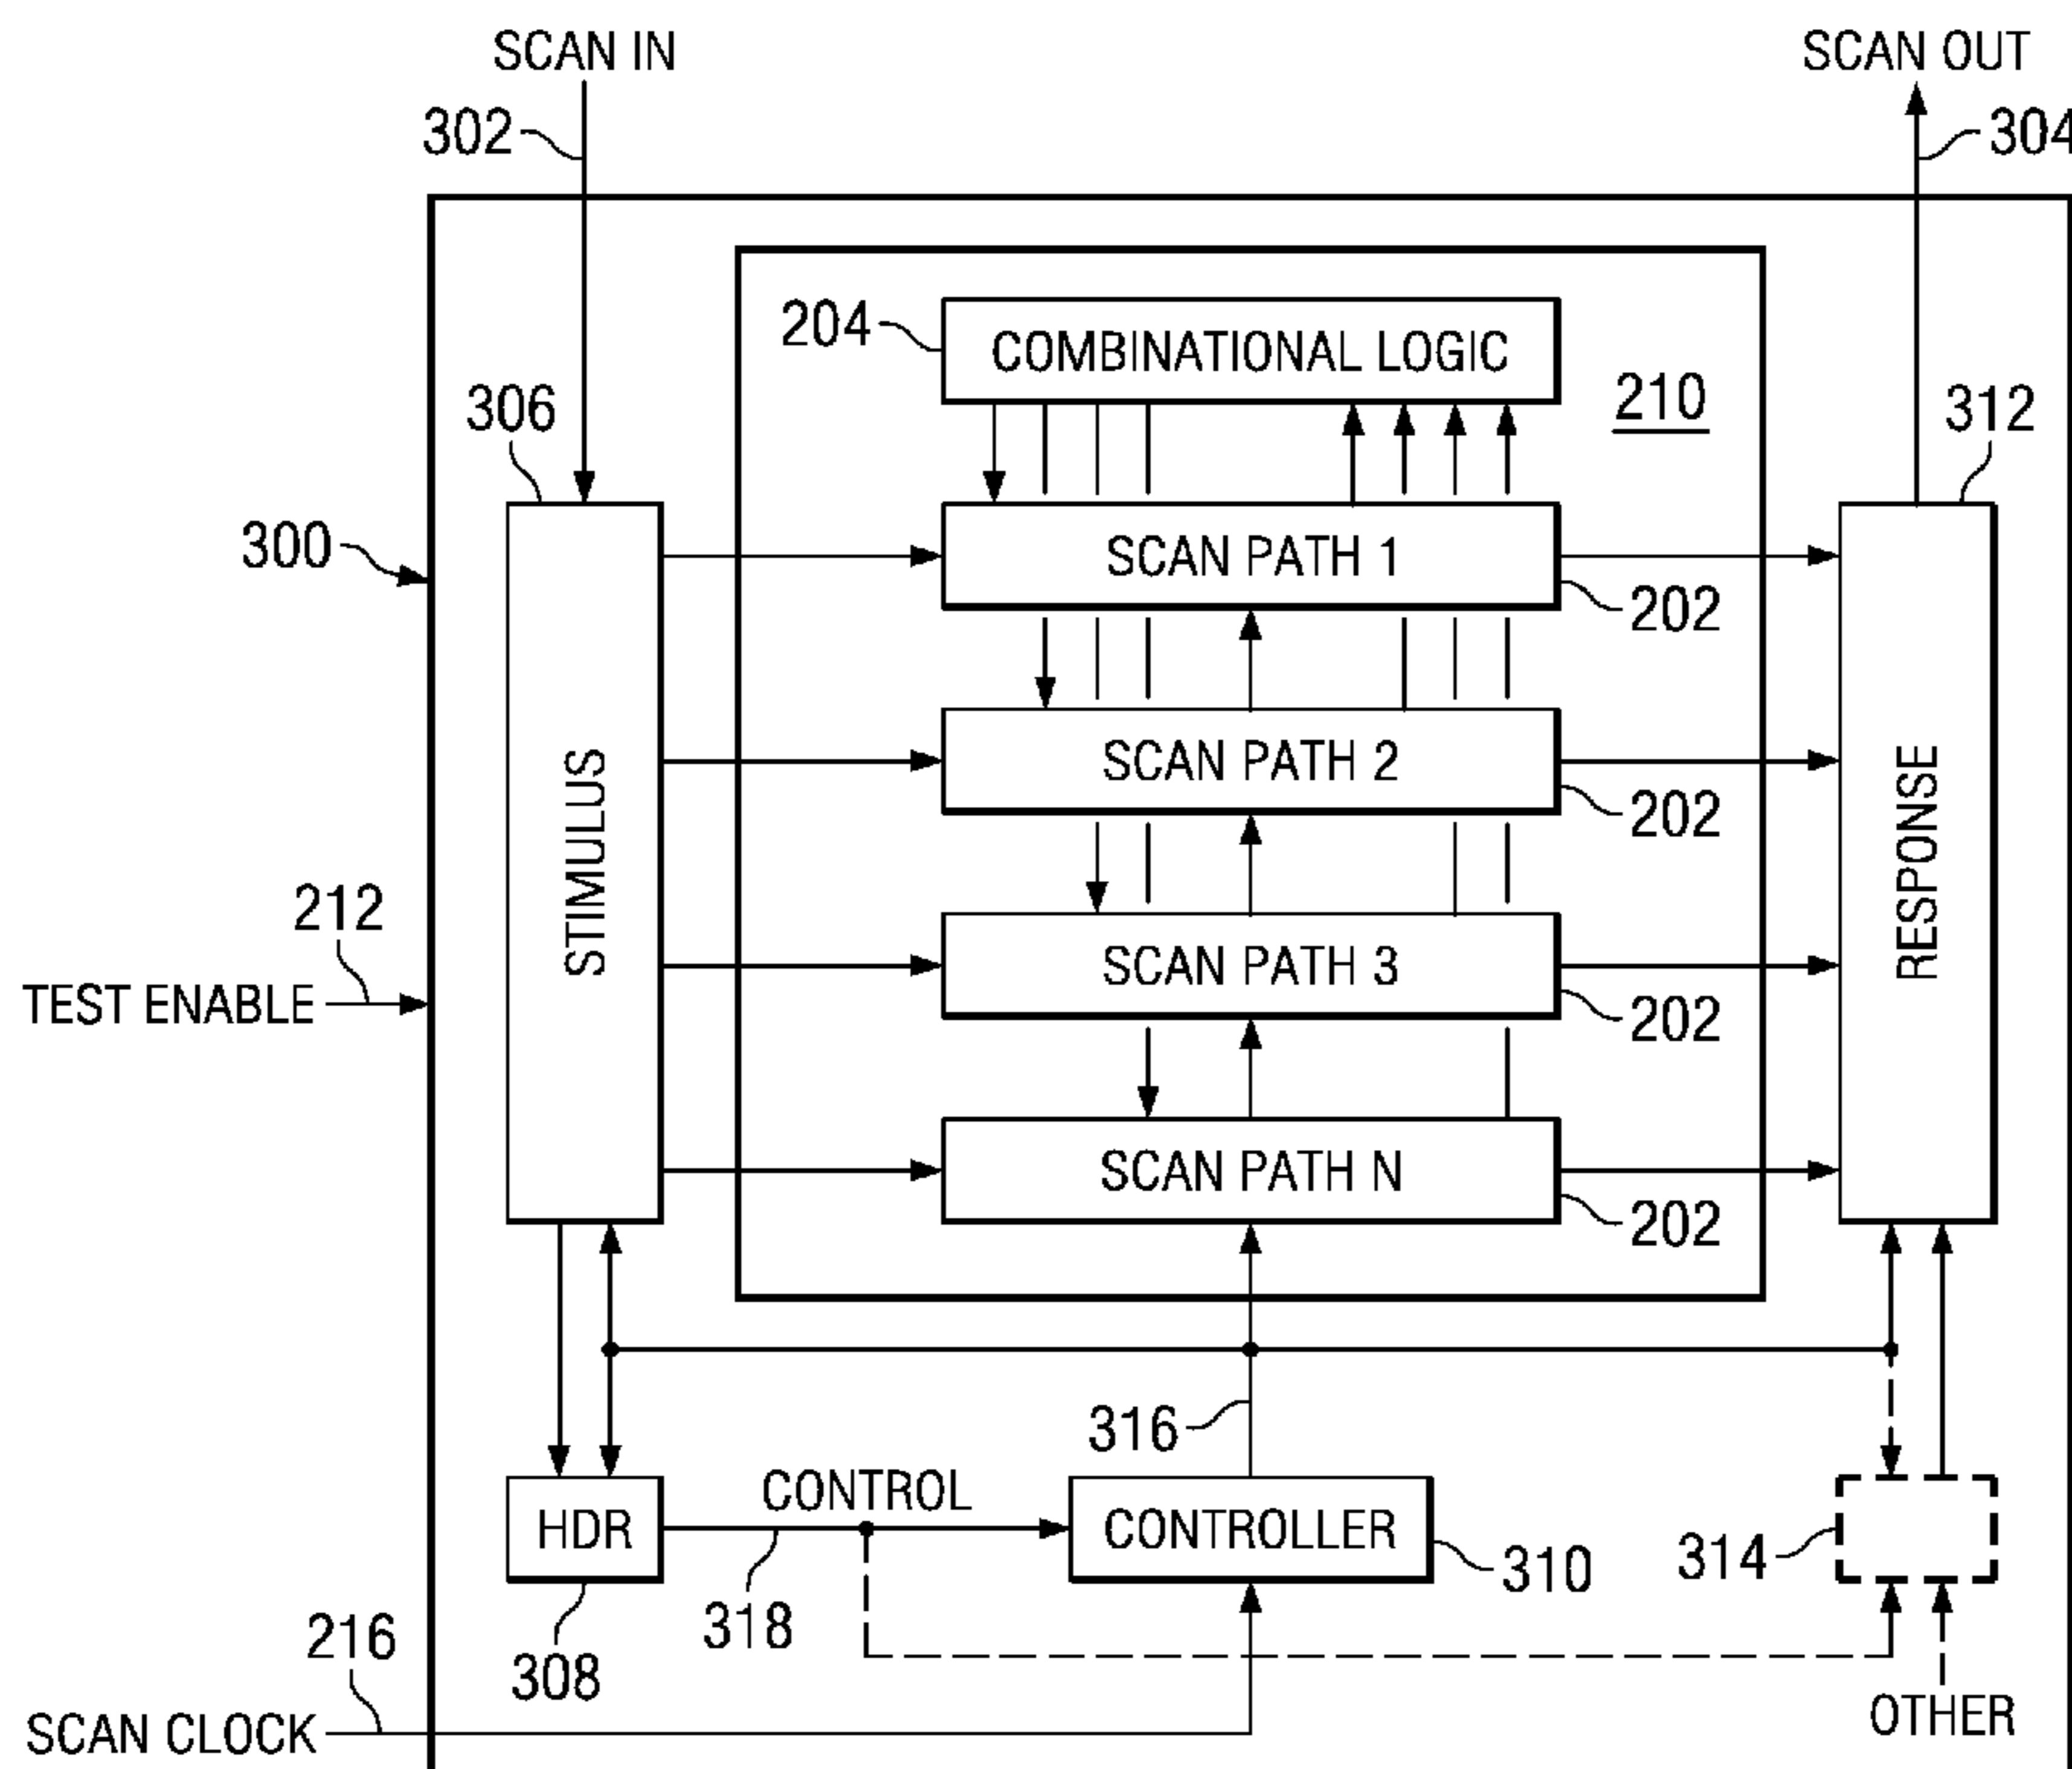 SCAN IN
SCAN OUT
302
304
204
COMBINATIONAL LOGIC
210
306
312
300
SCAN PATH 1
202
SCAN PATH 2
202
STIMULUS
RESPONSE
212
TEST ENABLE
SCAN PATH 3
202
SCAN PATH N
202
316
CONTROL
HDR
CONTROLLER
314
310
318
216
308
SCAN CLOCK
OTHER